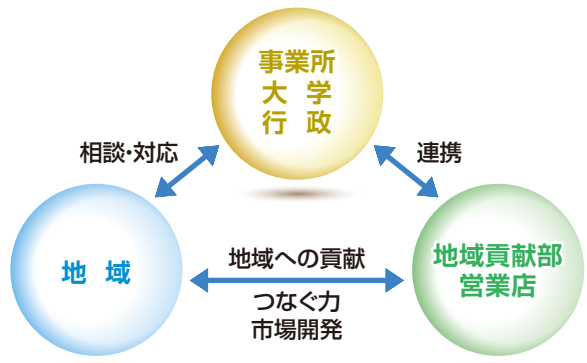 事業所
大 学
行 政
相談・対応
連携
地 域
地域への貢献
つなぐ力
市場開発
地域貢献部
営業店